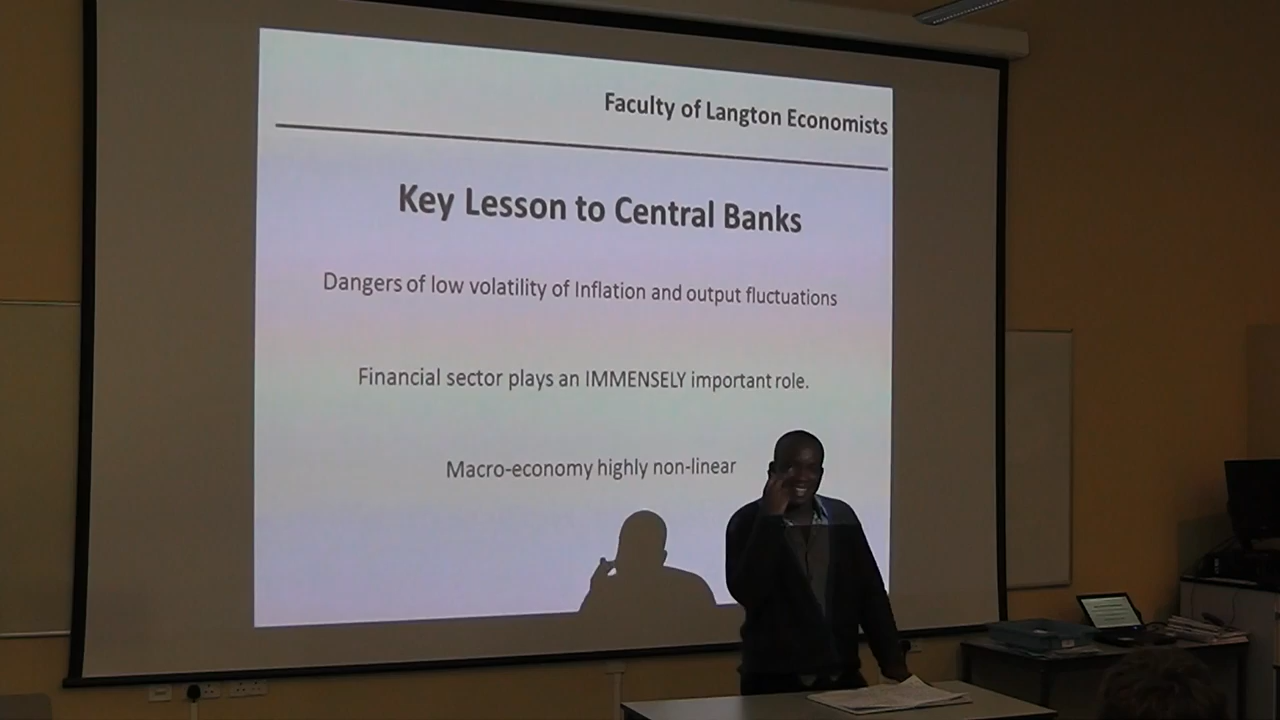 Faculty of Langton Economists
Key Lesson to Central Banks
Dangers of low volatility of Inflation and output fluctuations
Financial sector plays an IMMENSELY important role.
Macro-economy highly non-linear